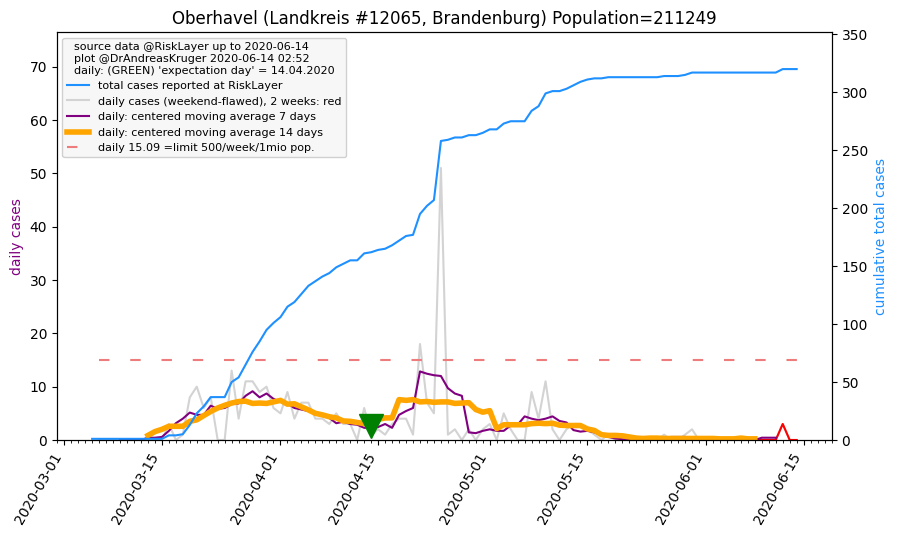 Oberhavel (Landkreis #12065, Brandenburg) Population=211249
source data @RiskLayer up to 2020-06-14
plot @DrAndreasKruger 2020-06-14 02:52
daily: (GREEN) 'expectation day' = 14.04.2020
total cases reported at RiskLayer
daily cases (weekend-flawed), 2 weeks: red
daily: centered moving average 7 days
daily: centered moving average 14 days
daily 15.09 =limit 500/week/1mio pop.
daily cases
70
60
50
40
30
20
10
0
cumulative total cases
350
300
250
200
150
100
50
0
2020-03-01
2020-03-15
2020-04-01
2020-04-15
2020-05-01
2020-05-15
2020-06-01
2020-06-15